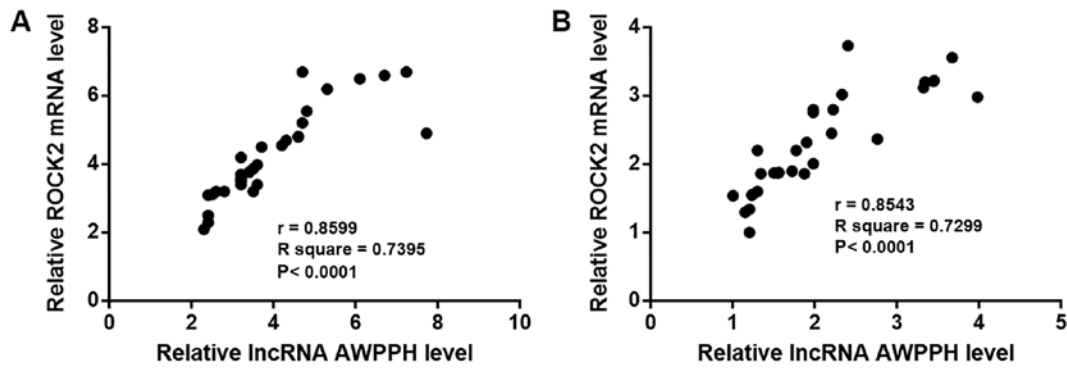 A
Relative ROCK2 mRNA level
8
6
4
2
0
r = 0.8599
R square = 0.7395
P< 0.0001
0 2 4 6 8 10
Relative lncRNA AWPPH level
B
Relative ROCK2 mRNA level
4
3
2
1
0
r = 0.8543
R square = 0.7299
P< 0.0001
0 1 2 3 4 5
Relative lncRNA AWPPH level